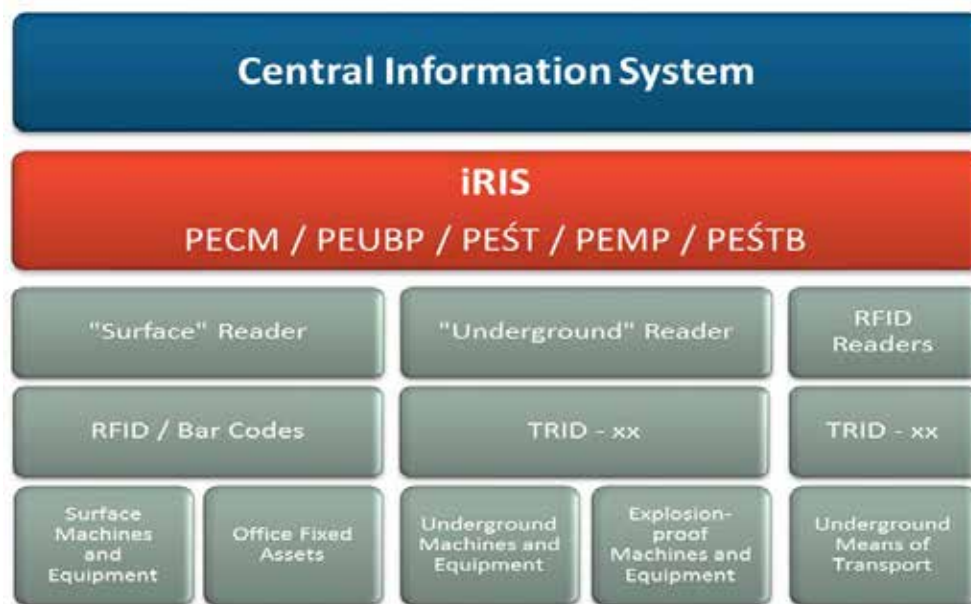 Central Information System
iRIS
PECM / PEUBP / PEŚT / PEMP / PEŚTB
"Surface" Reader
"Underground" Reader
RFID
Readers
RFID / Bar Codes
TRID - xx
TRID - xx
Surface
Machines
and
Equipment
Office Fixed
Assets
Underground
Machines and
Equipment
Explosion-
proof
Machines and
Equipment
Underground
Means of
Transport